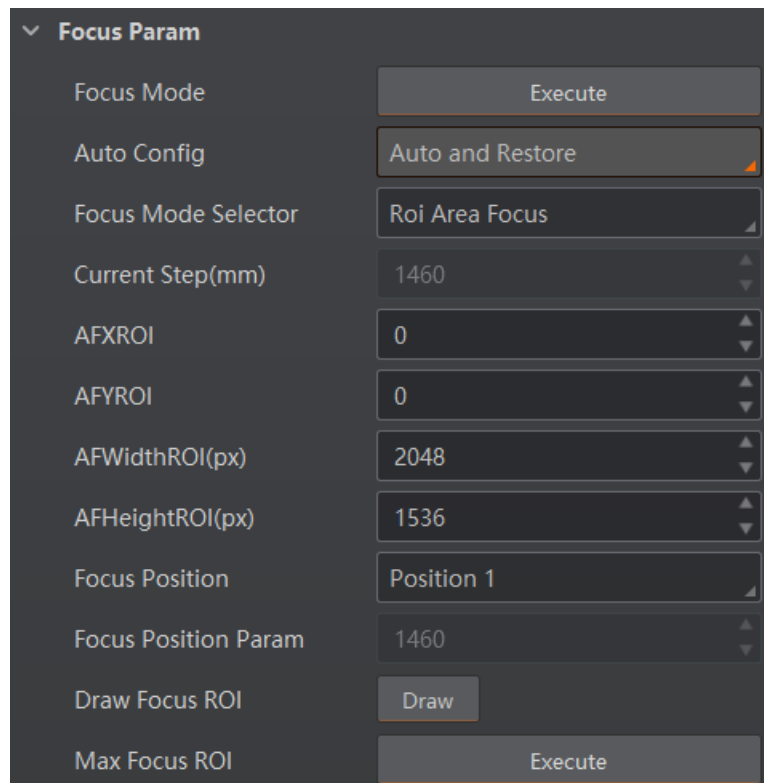 Focus Param
Focus Mode Execute
Auto Config Auto and Restore
Focus Mode Selector Roi Area Focus
Current Step(mm) 1460
AFXROI 0
AFYROI 0
AFWidthROI(px) 2048
AFHeightROI(px) 1536
Focus Position Position 1
Focus Position Param 1460
Draw Focus ROI Draw
Max Focus ROI Execute